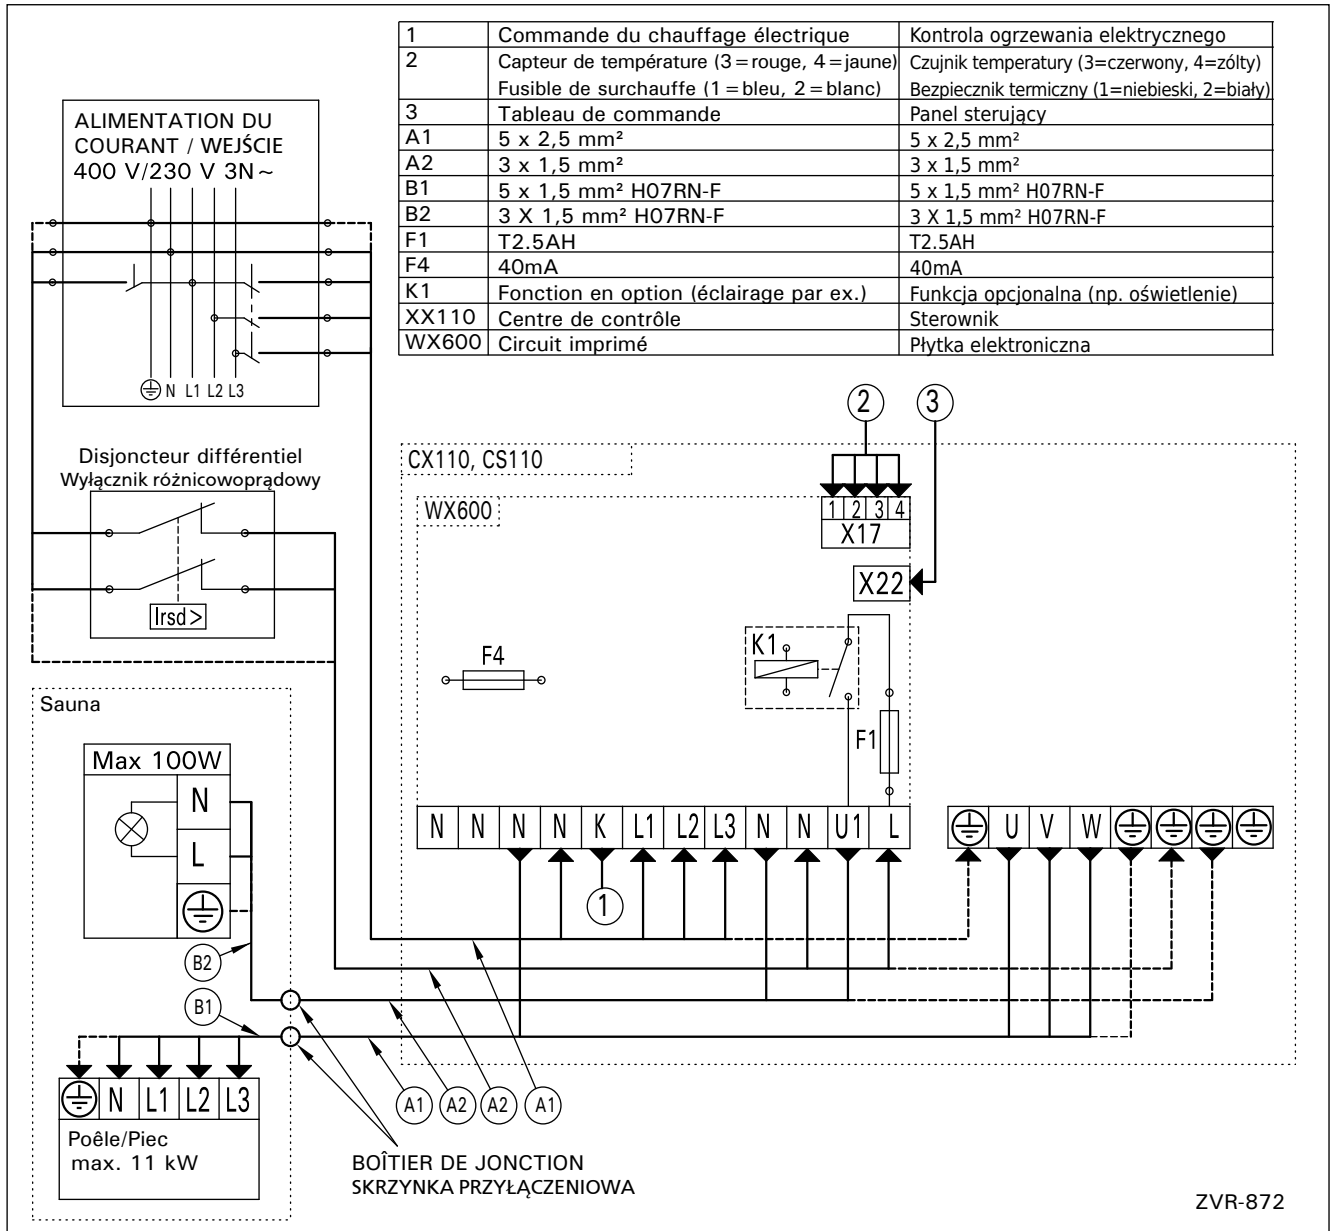 1 Commande du chauffage électrique Kontrola ogrzewania elektrycznego
2 Capteur de température (3=rouge, 4=jaune) Czujnik temperatury (3=czerwony, 4=zólty)
Fusible de surchauffe (1=bleu, 2=blanc) Bezpiecznik termiczny (1=niebieski, 2=biały)
3 Tableau de commande Panel sterujący
A1 5 x 2,5 mm² 5 x 2,5 mm²
A2 3 x 1,5 mm² 3 x 1,5 mm²
B1 5 x 1,5 mm² H07RN-F 5 x 1,5 mm² H07RN-F
B2 3 X 1,5 mm² H07RN-F 3 X 1,5 mm² H07RN-F
F1 T2.5AH T2.5AH
F4 40mA 40mA
K1 Fonction en option (éclairage par ex.) Funkcja opcjonalna (np. oświetlenie)
XX110 Centre de contrôle Sterownik
WX600 Circuit imprimé Płytka elektroniczna
ALIMENTATION DU
COURANT / WEJŚCIE
400 V/230 V 3N~
N L1 L2 L3
Disjoncteur différentiel
Wyłącznik różnicowoprądowy
Irsd>
2 3
CX110, CS110
WX600
1 2 3 4
X17
X22
K1
F4
F1
N N N N K L1 L2 L3 N N U1 L
U V W
1
Sauna
Max 100W
N
L
B2
B1
N L1 L2 L3
Poêle/Piec
max. 11 kW
A1 A2 A2 A1
BOÎTIER DE JONCTION
SKRZYNKA PRZYŁĄCZENIOWA
ZVR-872